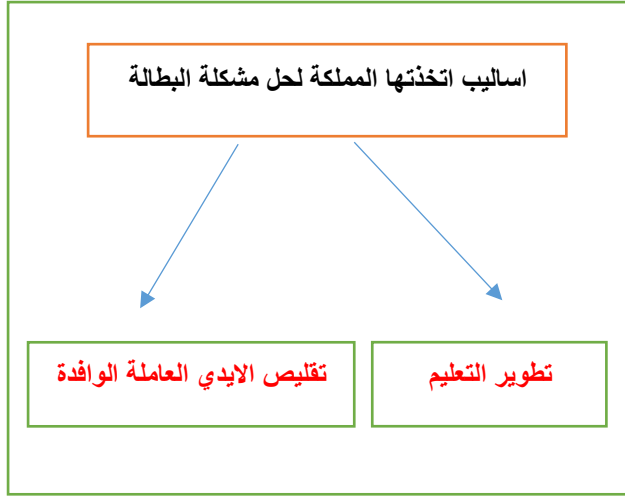 اساليب اتخذتها المملكة لحل مشكلة البطالة
تطوير التعليم
تقليص الايدي العاملة الوافدة